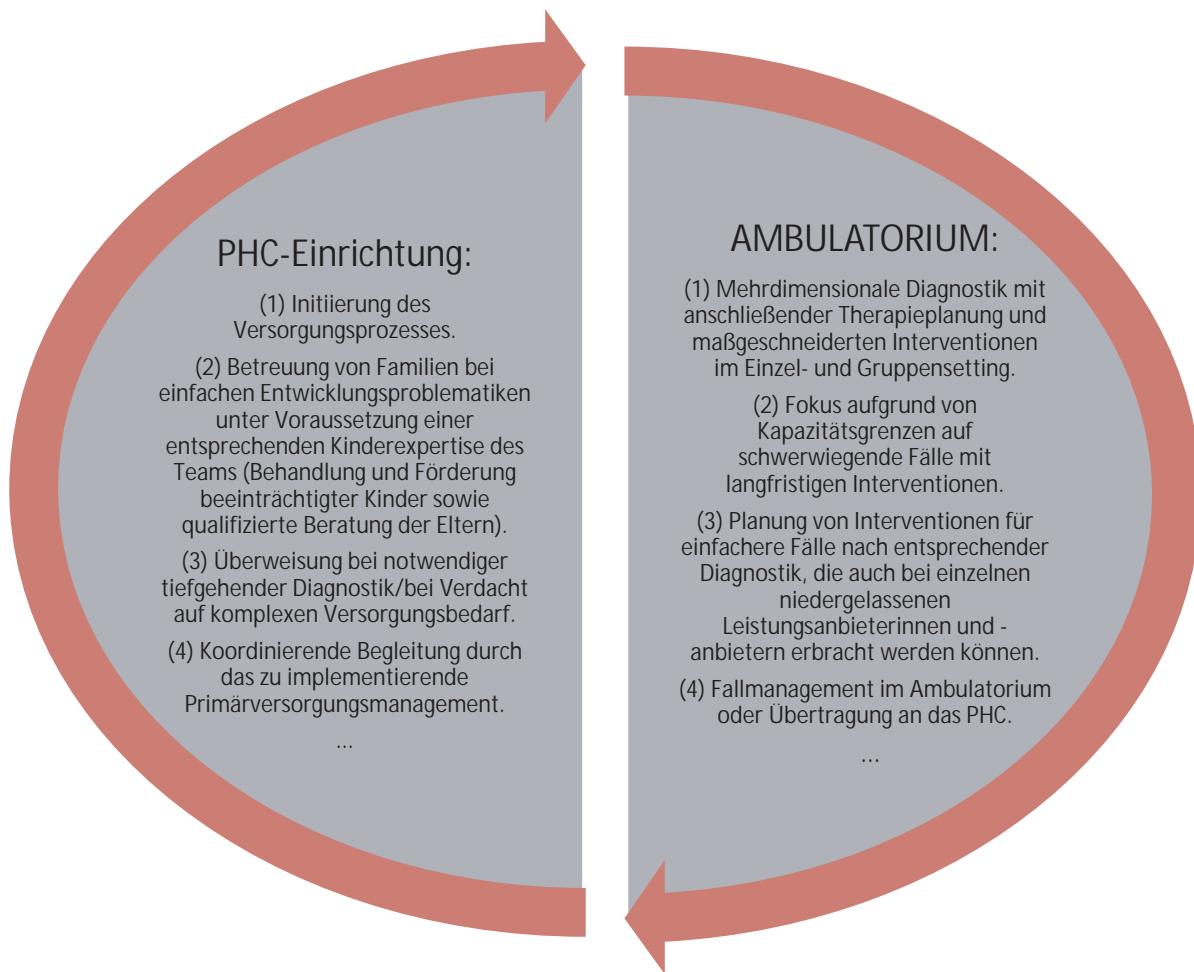 PHC-Einrichtung:
(1) Initiierung des
Versorgungsprozesses.
(2) Betreuung von Familien bei
einfachen Entwicklungsproblematiken
unter Voraussetzung einer
entsprechenden Kinderexpertise des
Teams (Behandlung und Förderung
beeinträchtigter Kinder sowie
qualifizierte Beratung der Eltern).
(3) Überweisung bei notwendiger
tiefgehender Diagnostik/bei Verdacht
auf komplexen Versorgungsbedarf.
(4) Koordinierende Begleitung durch
das zu implementierende
Primärversorgungsmanagement.
...
AMBULATORIUM:
(1) Mehrdimensionale Diagnostik mit
anschließender Therapieplanung und
maßgeschneiderten Interventionen
im Einzel- und Gruppensetting.
(2) Fokus aufgrund von
Kapazitätsgrenzen auf
schwerwiegende Fälle mit
langfristigen Interventionen.
(3) Planung von Interventionen für
einfachere Fälle nach entsprechender
Diagnostik, die auch bei einzelnen
niedergelassenen
Leistungsanbieterinnen und -
anbietern erbracht werden können.
(4) Fallmanagement im Ambulatorium
oder Übertragung an das PHC.
...